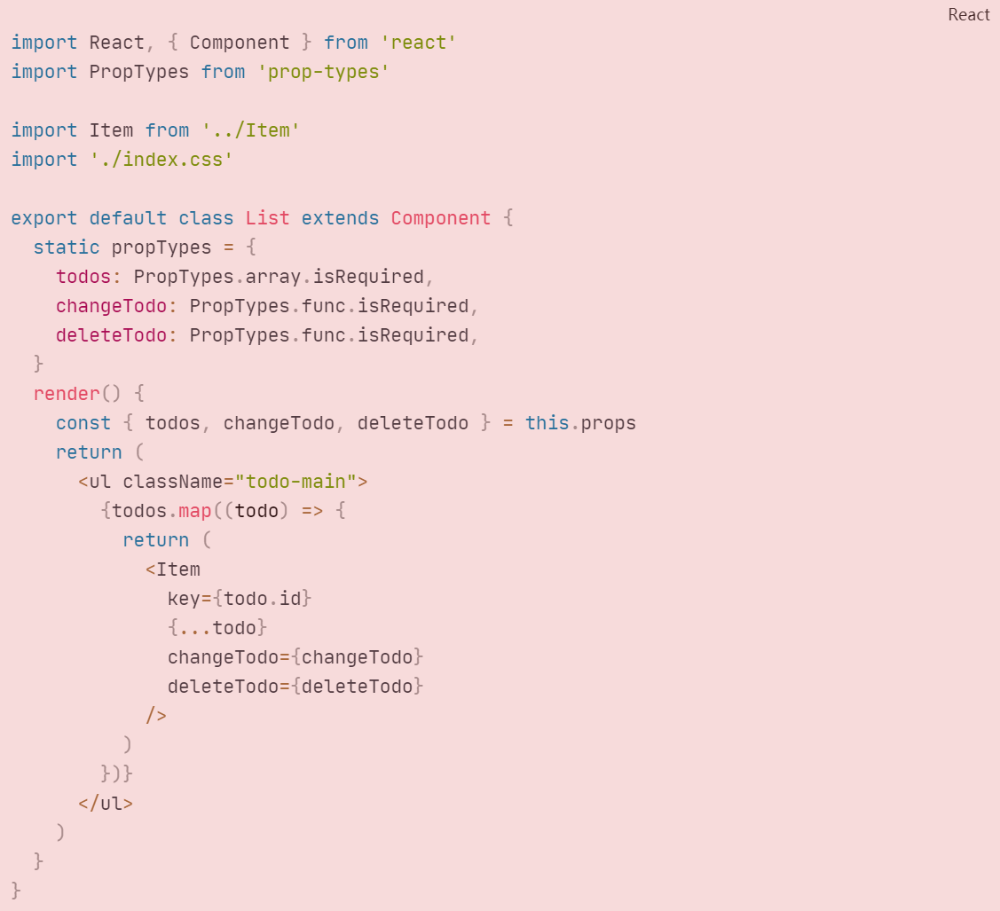 React
import React, { Component } from 'react'
import PropTypes from 'prop-types'

import Item from '../Item'
import './index.css'

export default class List extends Component {
  static propTypes = {
    todos: PropTypes.array.isRequired,
    changeTodo: PropTypes.func.isRequired,
    deleteTodo: PropTypes.func.isRequired,
  }
  render() {
    const { todos, changeTodo, deleteTodo } = this.props
    return (
      <ul className="todo-main">
        {todos.map((todo) => {
          return (
            <Item
              key={todo.id}
              {...todo}
              changeTodo={changeTodo}
              deleteTodo={deleteTodo}
            />
          )
        })}
      </ul>
    )
  }
}